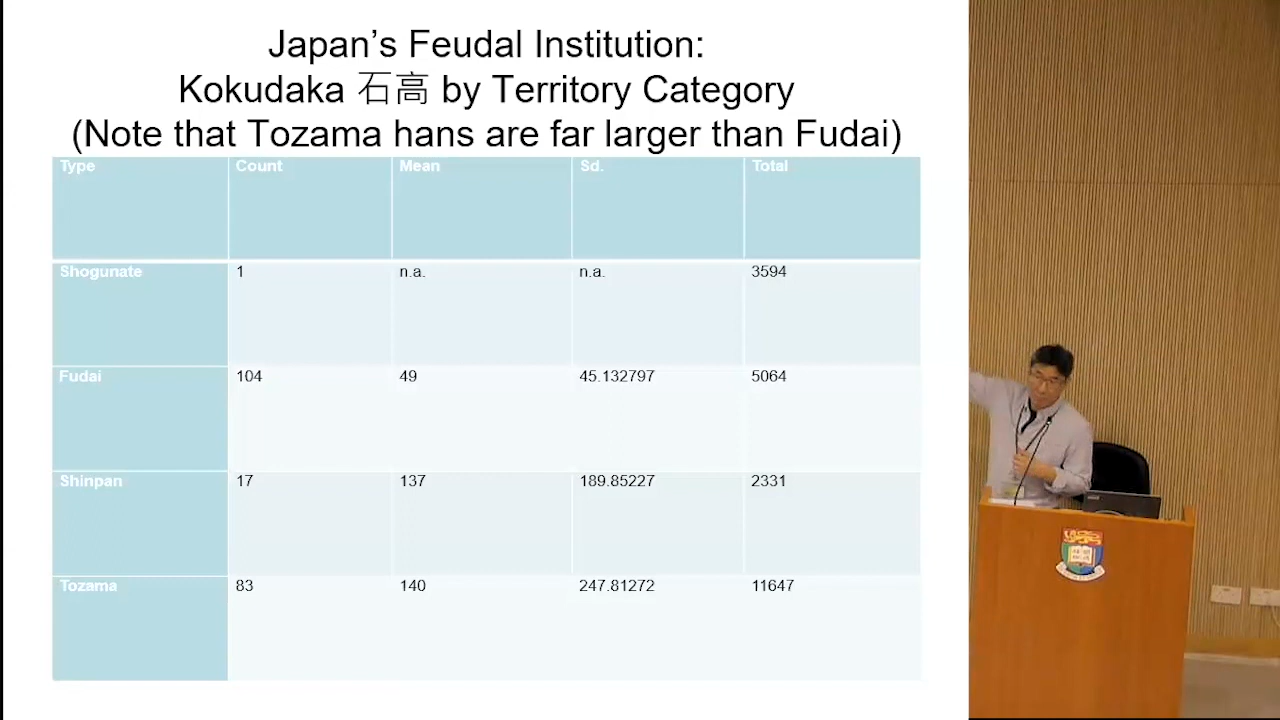 Japan’s Feudal Institution:
Kokudaka 石高 by Territory Category
(Note that Tozama hans are far larger than Fudai)
Type Count Mean Sd. Total
Shogunate 1 n.a. n.a. 3594
Fudai 104 49 45.132797 5064
Shinpan 17 137 189.85227 2331
Tozama 83 140 247.81272 11647